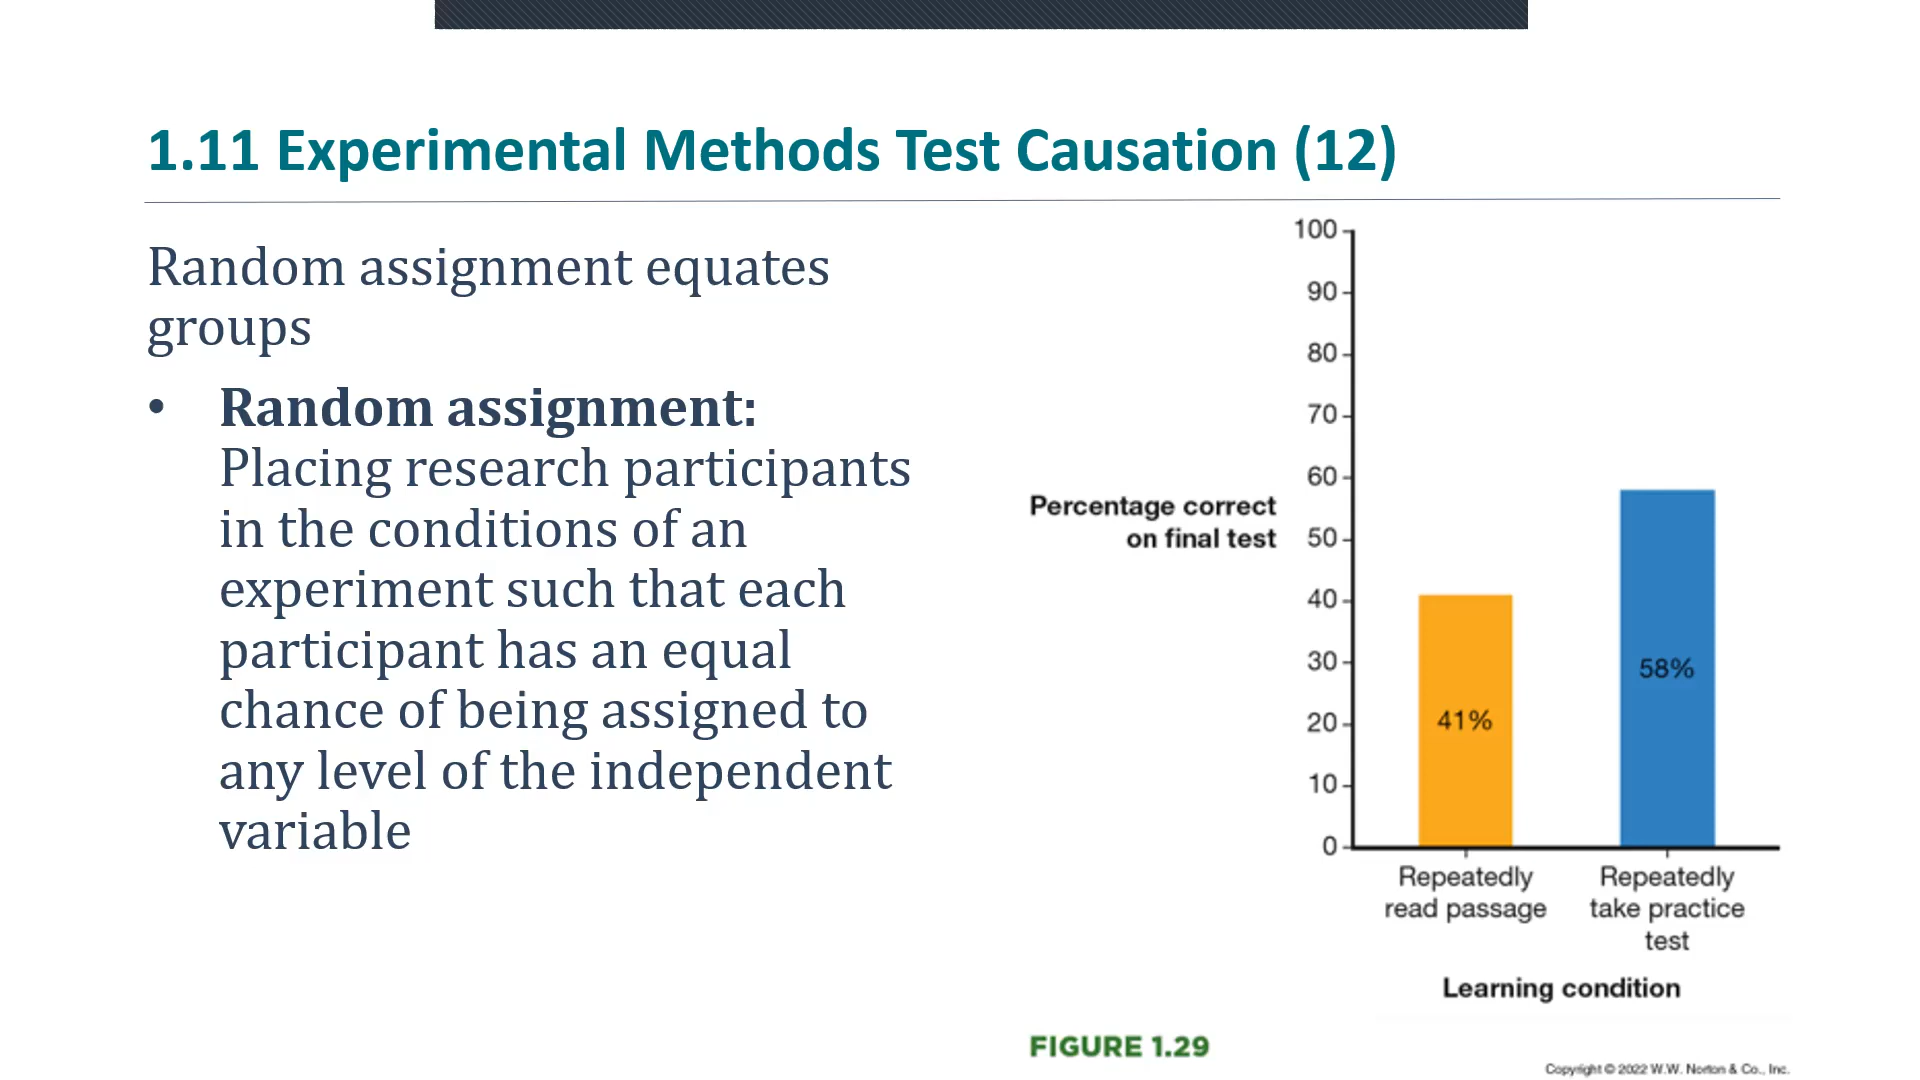 1.11 Experimental Methods Test Causation (12)
Random assignment equates
groups
• Random assignment:
Placing research participants
in the conditions of an
experiment such that each
participant has an equal
chance of being assigned to
any level of the independent
variable
100
90
80
70
60
50
40
30
20
10
0
Percentage correct
on final test
41%
58%
Repeatedly
read passage
Repeatedly
take practice
test
Learning condition
FIGURE 1.29
Copyright © 2022 W.W. Norton & Co., Inc.